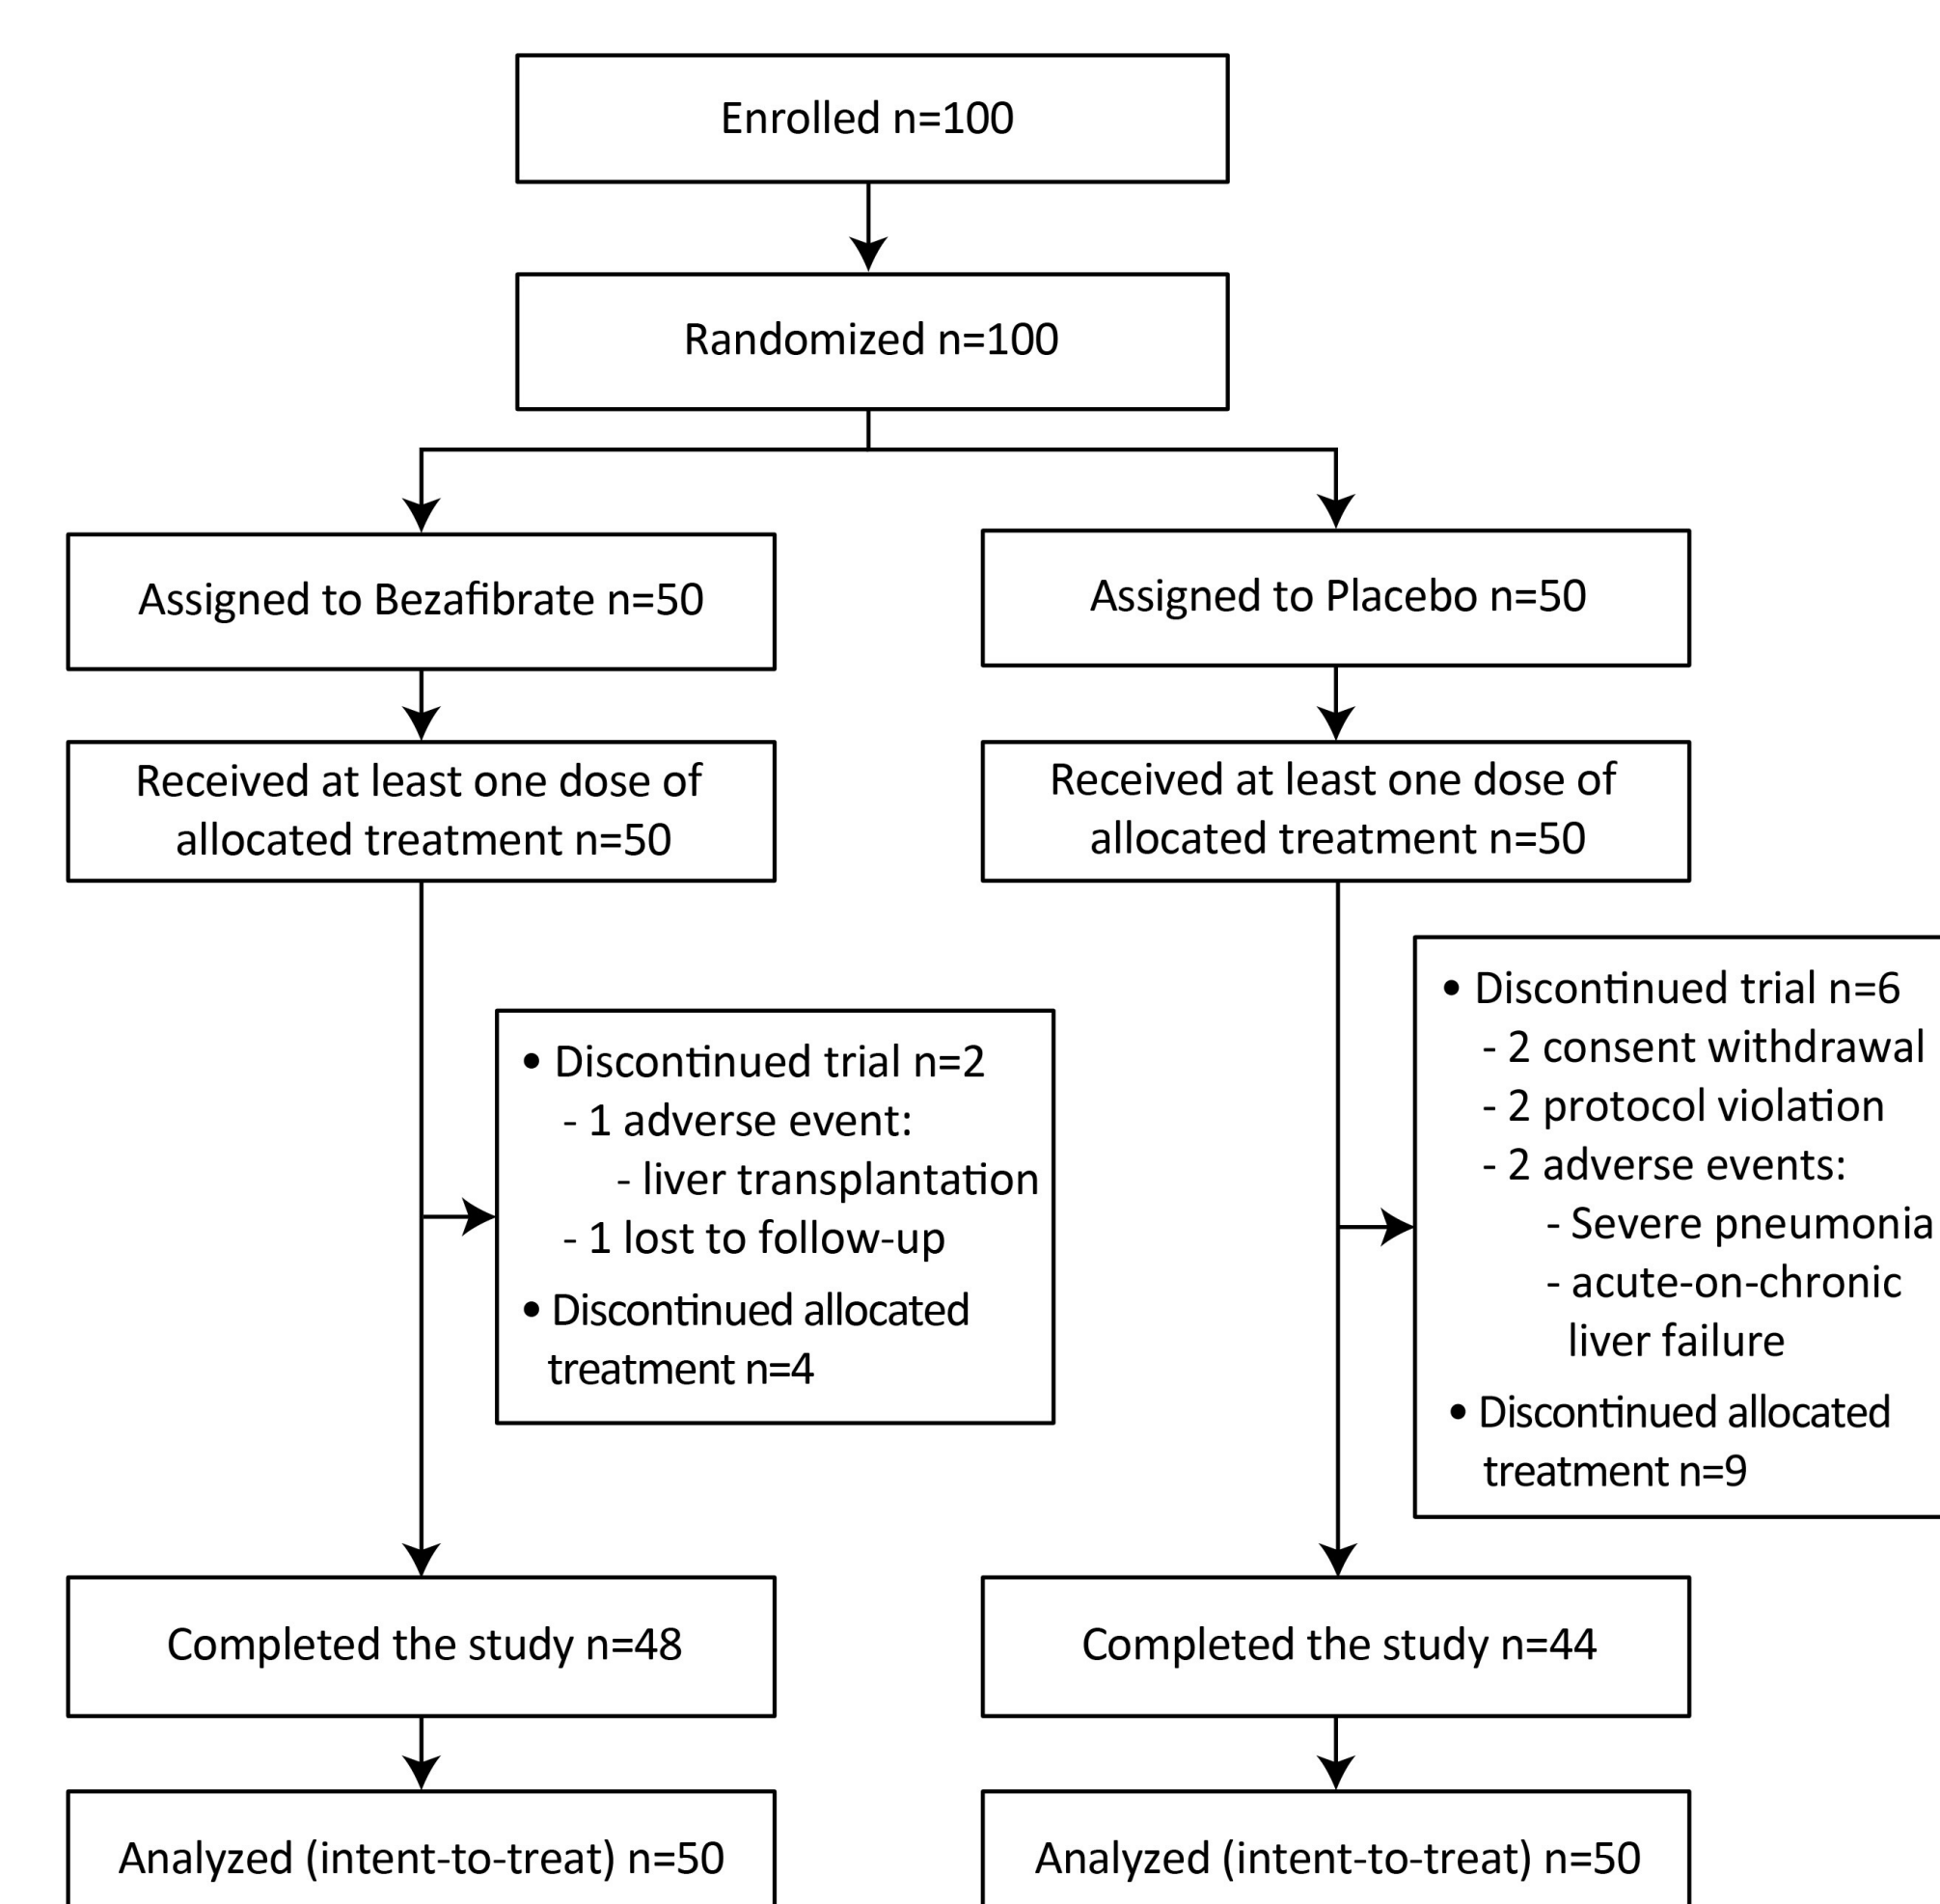 Enrolled n=100
Randomized n=100
Assigned to Bezafibrate n=50
Assigned to Placebo n=50
Received at least one dose of
allocated treatment n=50
Received at least one dose of
allocated treatment n=50
• Discontinued trial n=2
- 1 adverse event:
- liver transplantation
- 1 lost to follow-up
• Discontinued allocated
treatment n=4
• Discontinued trial n=6
- 2 consent withdrawal
- 2 protocol violation
- 2 adverse events:
- Severe pneumonia
- acute-on-chronic
liver failure
• Discontinued allocated
treatment n=9
Completed the study n=48
Completed the study n=44
Analyzed (intent-to-treat) n=50
Analyzed (intent-to-treat) n=50